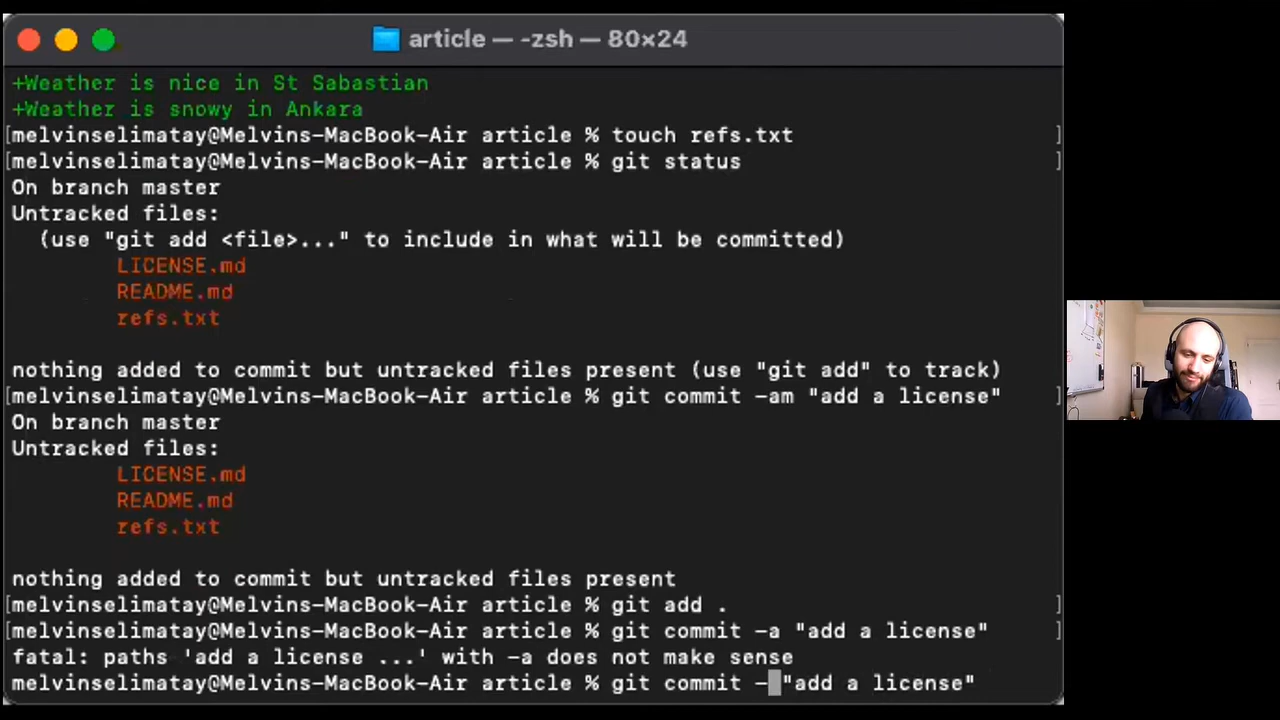 article — -zsh — 80×24
+Weather is nice in St Sabastian
+Weather is snowy in Ankara
[melvinselimatay@Melvins-MacBook-Air article % touch refs.txt ]
[melvinselimatay@Melvins-MacBook-Air article % git status ]
On branch master
Untracked files:
(use "git add <file>..." to include in what will be committed)
LICENSE.md
README.md
refs.txt
nothing added to commit but untracked files present (use "git add" to track)
[melvinselimatay@Melvins-MacBook-Air article % git commit -am "add a license" ]
On branch master
Untracked files:
LICENSE.md
README.md
refs.txt
nothing added to commit but untracked files present
[melvinselimatay@Melvins-MacBook-Air article % git add . ]
[melvinselimatay@Melvins-MacBook-Air article % git commit -a "add a license" ]
fatal: paths 'add a license ...' with -a does not make sense
melvinselimatay@Melvins-MacBook-Air article % git commit - "add a license"